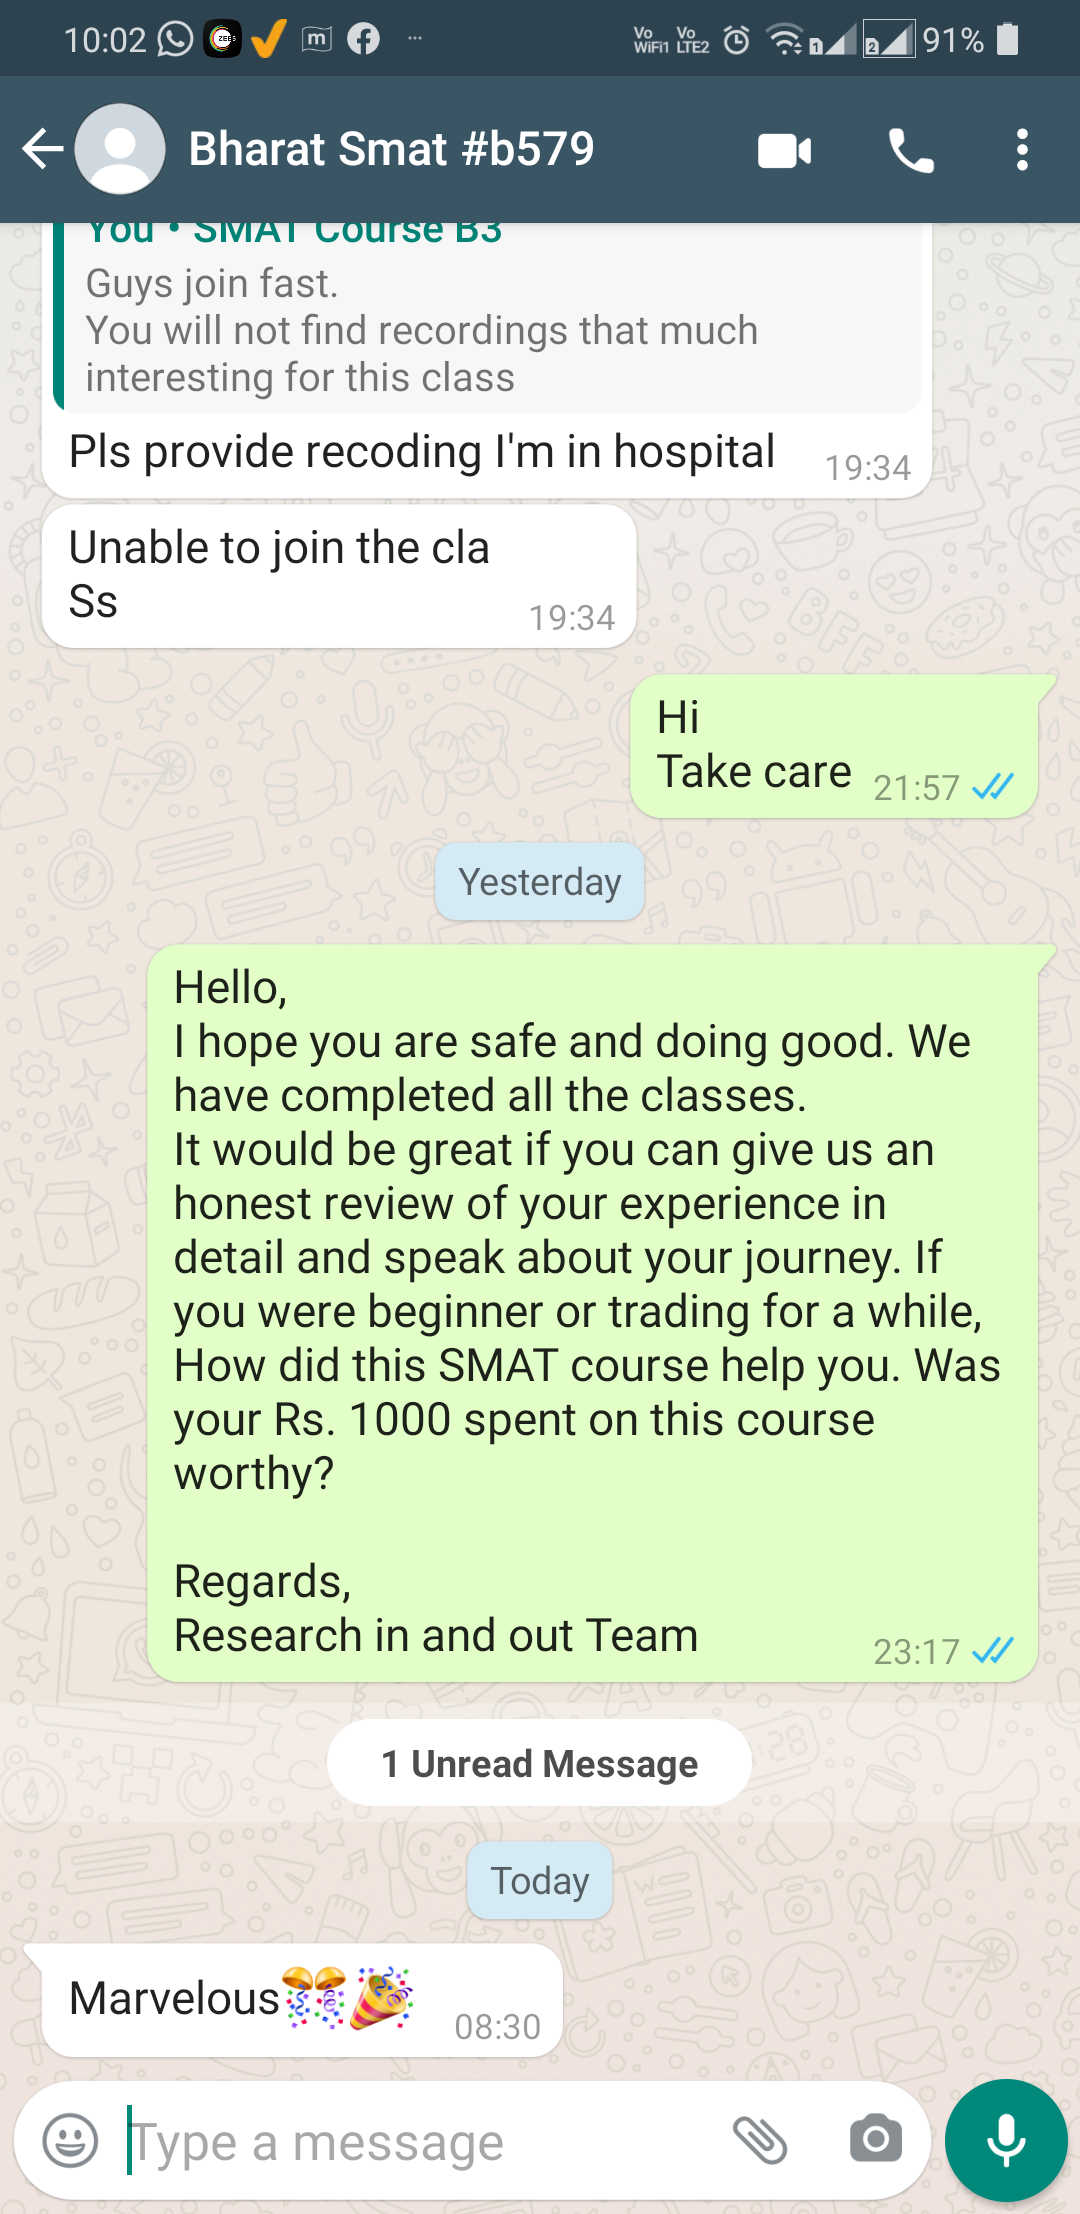 10:02 ZEE5 m Vo WiFi1 Vo LTE2 1 2 91%
Bharat Smat #b579
You • SMAT Course B3
Guys join fast.
You will not find recordings that much
interesting for this class
Pls provide recoding I'm in hospital 19:34
Unable to join the cla
Ss 19:34
Hi
Take care 21:57
Yesterday
Hello,
I hope you are safe and doing good. We
have completed all the classes.
It would be great if you can give us an
honest review of your experience in
detail and speak about your journey. If
you were beginner or trading for a while,
How did this SMAT course help you. Was
your Rs. 1000 spent on this course
worthy?
Regards,
Research in and out Team 23:17
1 Unread Message
Today
Marvelous🎊🎉 08:30
Type a message